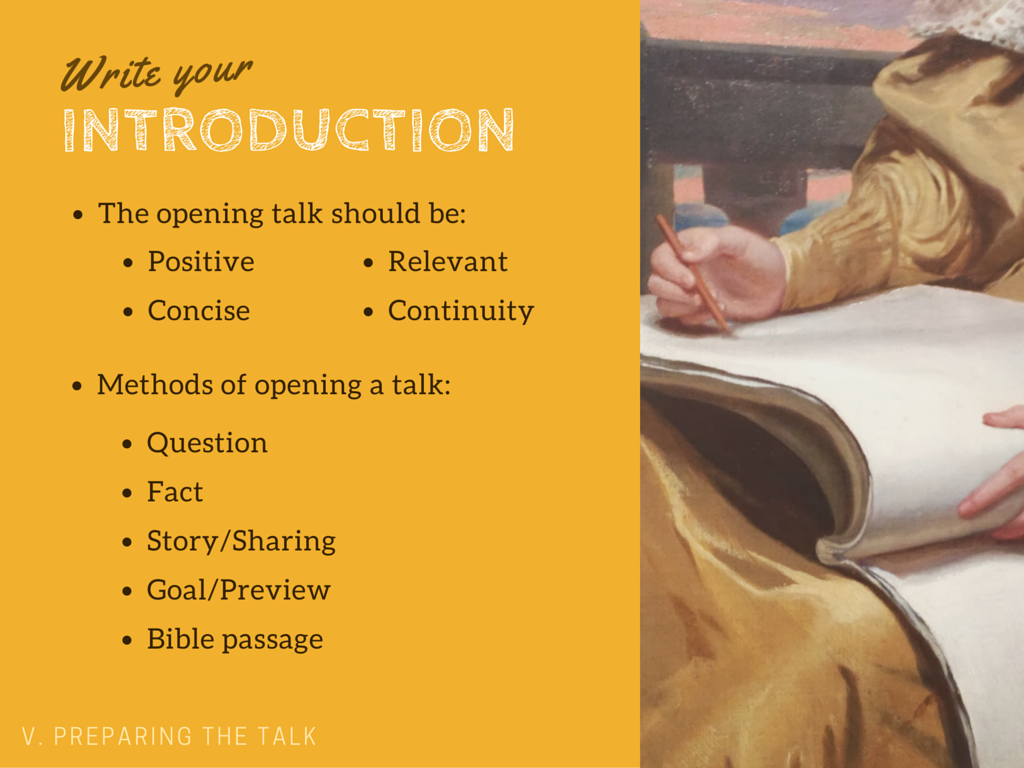 Write your
INTRODUCTION
• The opening talk should be:
• Positive
• Relevant
• Concise
• Continuity
• Methods of opening a talk:
• Question
• Fact
• Story/Sharing
• Goal/Preview
• Bible passage
V. PREPARING THE TALK